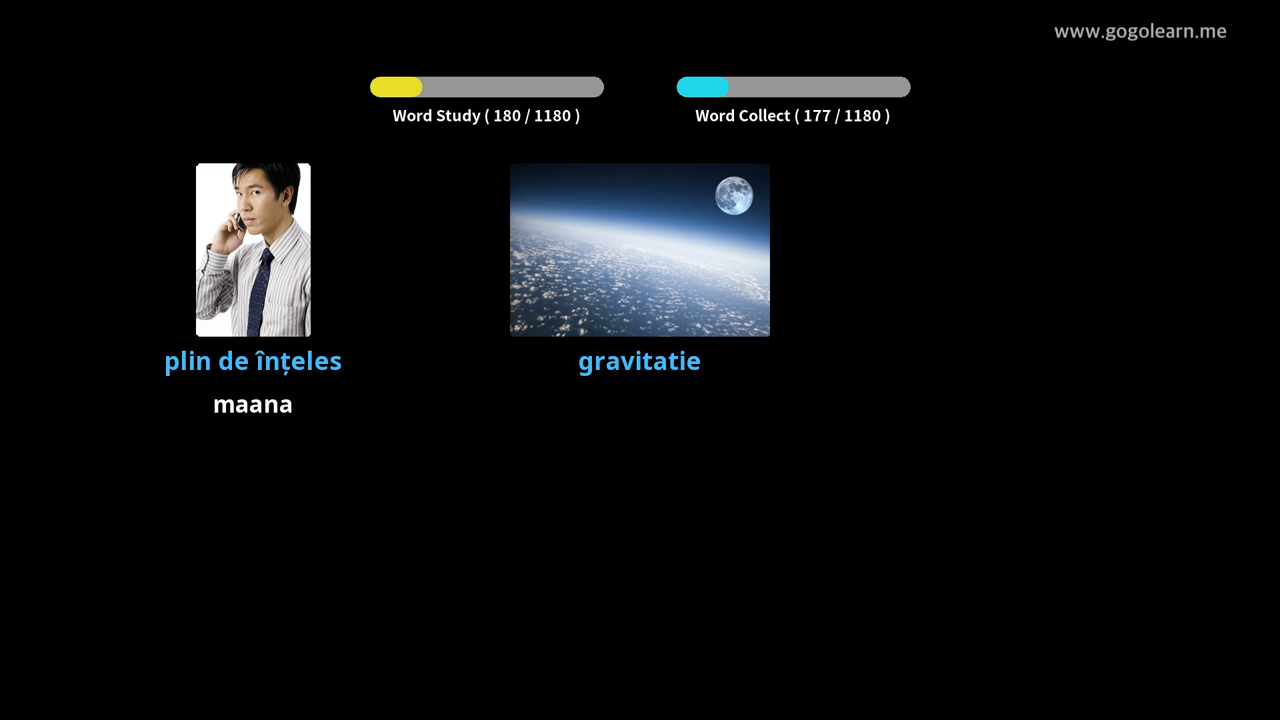 www.gogolearn.me
Word Study ( 180 / 1180 )
Word Collect ( 177 / 1180 )
plin de înțeles
maana
gravitatie